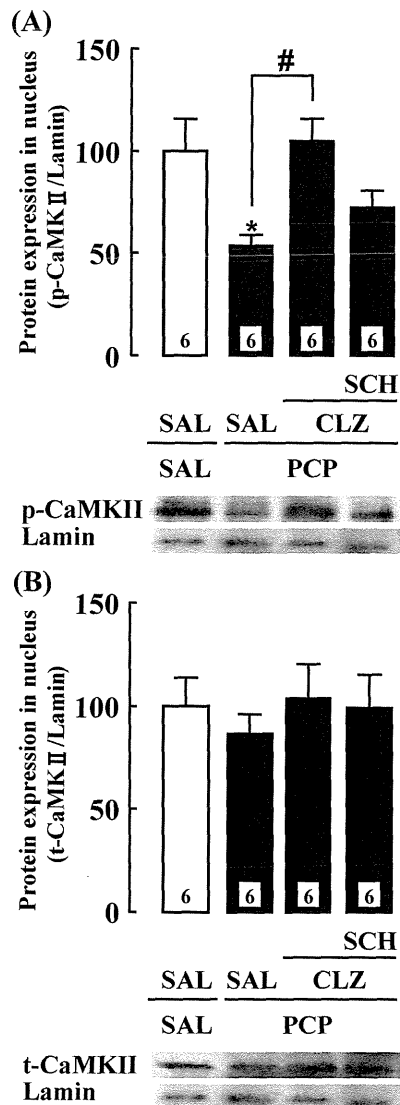 (A)
Protein expression in nucleus
(p-CaMKⅡ/Lamin)
150
100
50
0
#
*
6 6 6 6
SCH
SAL SAL CLZ
SAL PCP
p-CaMKII
Lamin
(B)
Protein expression in nucleus
(t-CaMKⅡ/Lamin)
150
100
50
0
6 6 6 6
SCH
SAL SAL CLZ
SAL PCP
t-CaMKII
Lamin